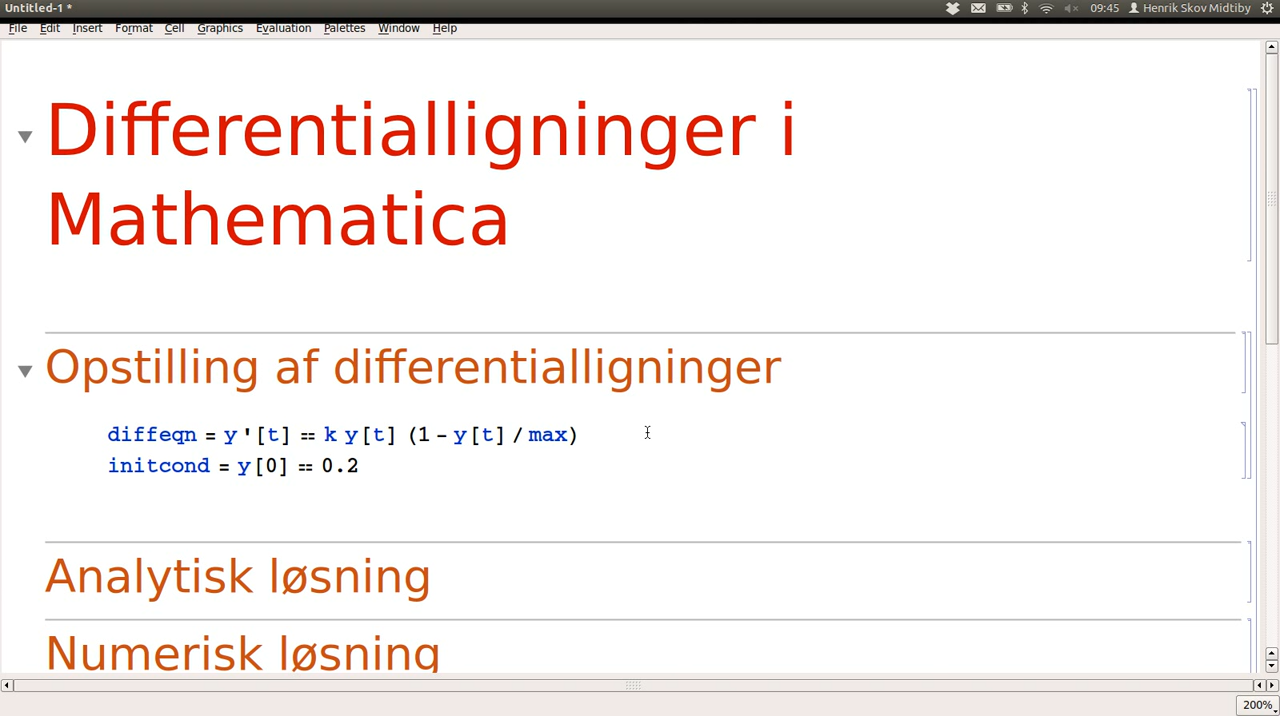 Untitled-1 *
09:45 Henrik Skov Midtiby
File Edit Insert Format Cell Graphics Evaluation Palettes Window Help
Differentialligninger i
Mathematica
Opstilling af differentialligninger
diffeqn = y'[t] == k y[t] (1 - y[t] / max)
initcond = y[0] == 0.2
Analytisk løsning
Numerisk løsning
200%